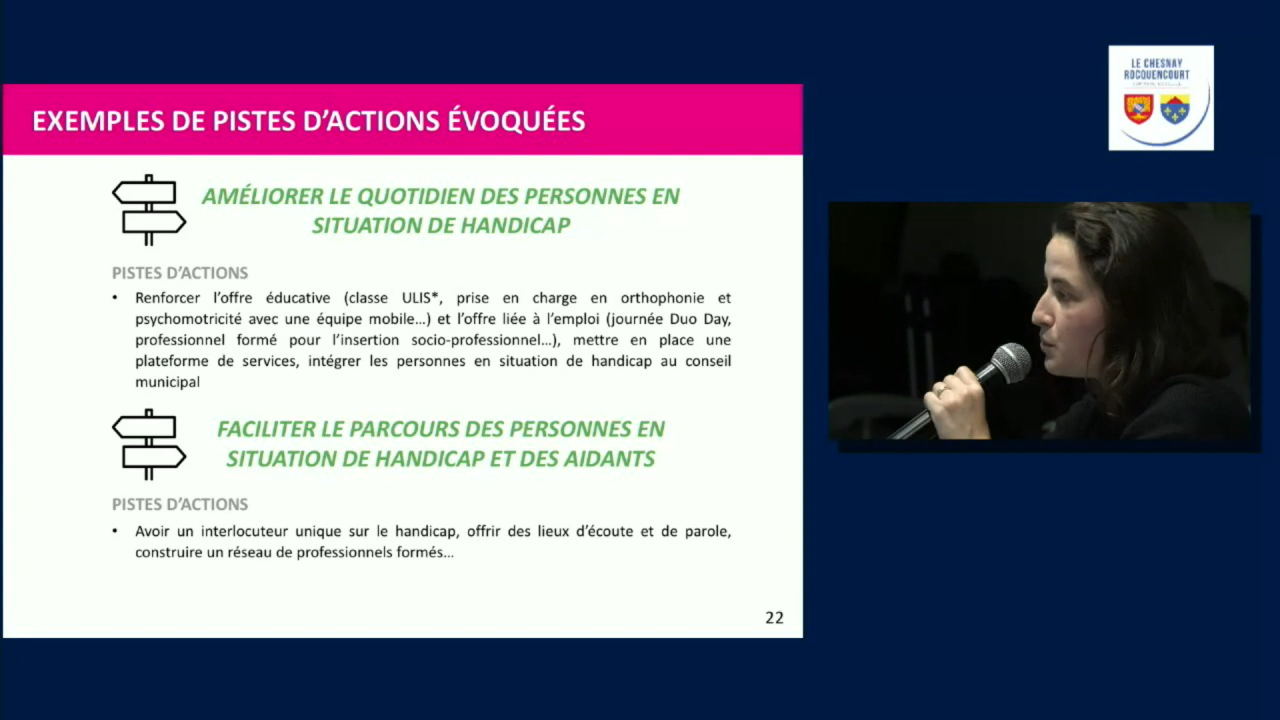 EXEMPLES DE PISTES D'ACTIONS ÉVOQUÉES
AMÉLIORER LE QUOTIDIEN DES PERSONNES EN
SITUATION DE HANDICAP
PISTES D'ACTIONS
• Renforcer l'offre éducative (classe ULIS*, prise en charge en orthophonie et
psychomotricité avec une équipe mobile…) et l'offre liée à l'emploi (journée Duo Day,
professionnel formé pour l'insertion socio-professionnel…), mettre en place une
plateforme de services, intégrer les personnes en situation de handicap au conseil
municipal
FACILITER LE PARCOURS DES PERSONNES EN
SITUATION DE HANDICAP ET DES AIDANTS
PISTES D'ACTIONS
• Avoir un interlocuteur unique sur le handicap, offrir des lieux d'écoute et de parole,
construire un réseau de professionnels formés…
22
LE CHESNAY
ROCQUENCOURT